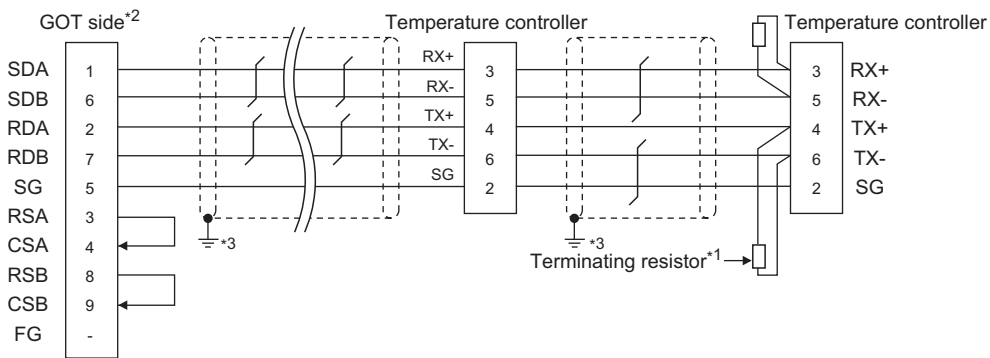 GOT side*2 Temperature controller Temperature controller
SDA 1 RX+ 3 3 RX+
SDB 6 RX- 5 5 RX-
RDA 2 TX+ 4 4 TX+
RDB 7 TX- 6 6 TX-
SG 5 SG 2 2 SG
RSA 3
CSA 4 *3 *3
Terminating resistor*1
RSB 8
CSB 9
FG -